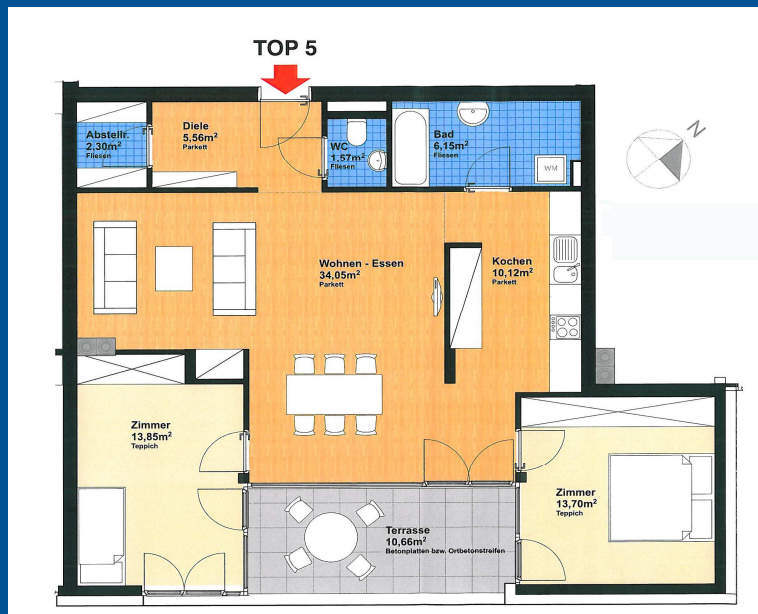 TOP 5
Abstellr.
2,30m²
Fliesen
Diele
5,56m²
Parkett
WC
1,57m²
Fliesen
Bad
6,15m²
Fliesen
WM
N
Wohnen - Essen
34,05m²
Parkett
Kochen
10,12m²
Parkett
Zimmer
13,85m²
Teppich
Zimmer
13,70m²
Teppich
Terrasse
10,66m²
Betonplatten bzw. Ortbetonstreifen